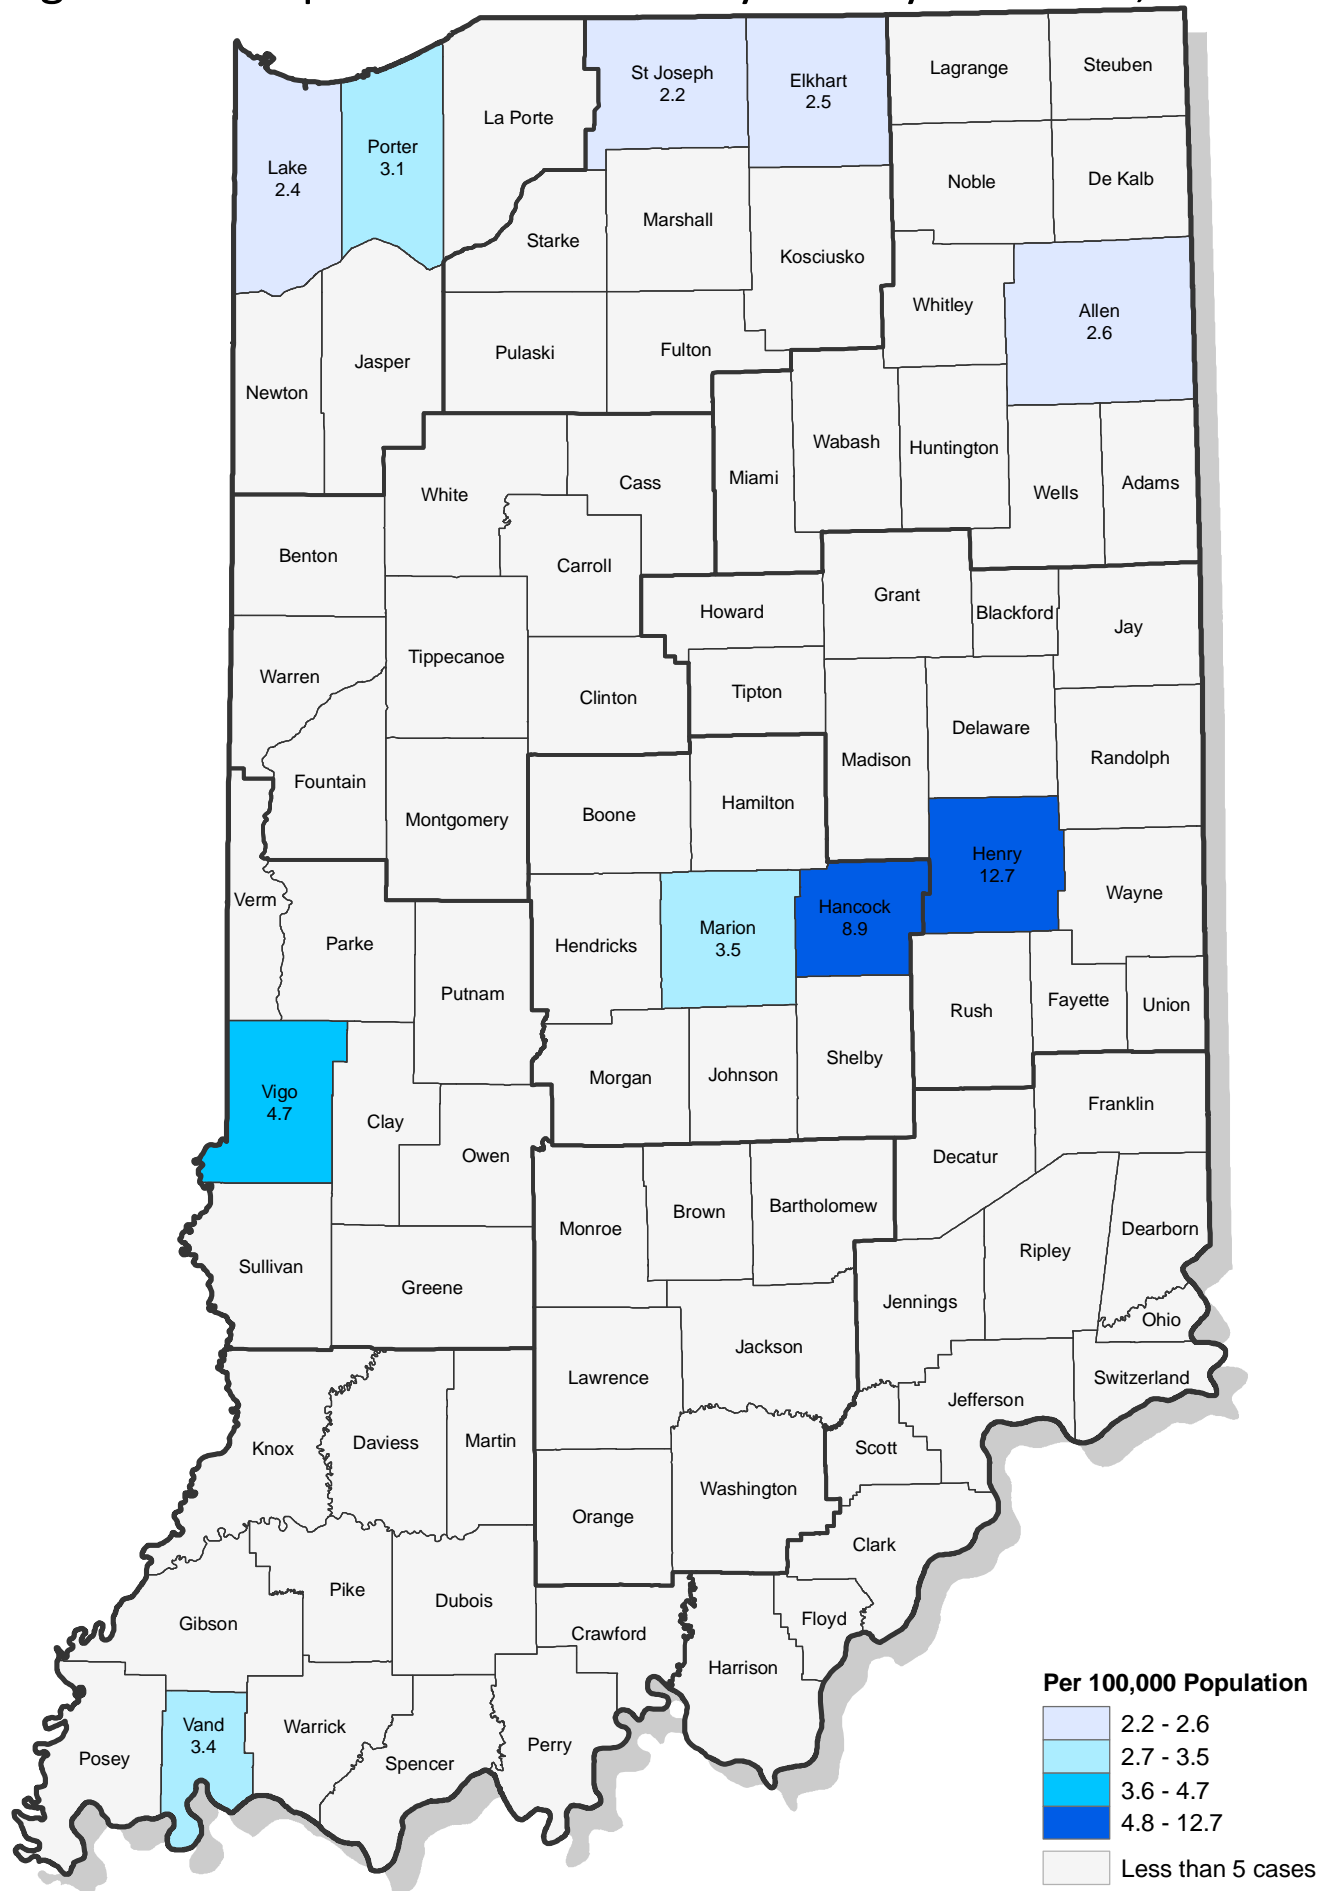 St Joseph
2.2
Elkhart
2.5
Lagrange
Steuben
La Porte
Porter
3.1
Lake
2.4
Noble
De Kalb
Marshall
Starke
Kosciusko
Whitley
Allen
2.6
Pulaski
Fulton
Jasper
Newton
Wabash
Huntington
Miami
Cass
White
Wells
Adams
Benton
Carroll
Grant
Howard
Blackford
Jay
Tippecanoe
Warren
Clinton
Tipton
Delaware
Madison
Randolph
Fountain
Hamilton
Boone
Montgomery
Henry
12.7
Wayne
Verm
Hancock
8.9
Marion
3.5
Parke
Hendricks
Putnam
Rush
Fayette
Union
Shelby
Johnson
Morgan
Vigo
4.7
Clay
Franklin
Owen
Decatur
Bartholomew
Brown
Monroe
Dearborn
Ripley
Sullivan
Greene
Jennings
Ohio
Jackson
Lawrence
Switzerland
Jefferson
Knox
Daviess
Martin
Scott
Washington
Orange
Clark
Pike
Dubois
Gibson
Floyd
Crawford
Harrison
Vand
3.4
Warrick
Posey
Spencer
Perry
Per 100,000 Population
2.2 - 2.6
2.7 - 3.5
3.6 - 4.7
4.8 - 12.7
Less than 5 cases